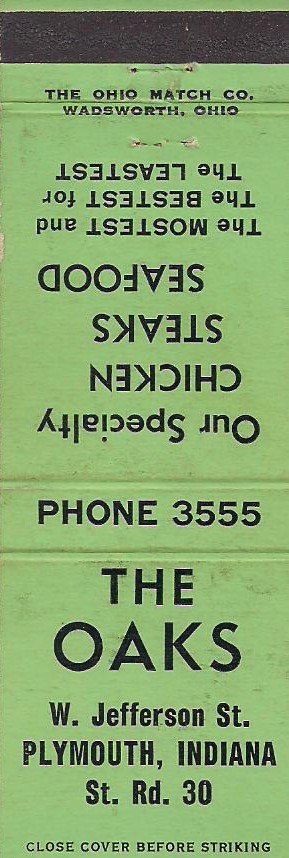 THE OHIO MATCH CO.
WADSWORTH, OHIO
Our Specialty
CHICKEN
STEAKS
SEAFOOD
The MOSTEST and
The BESTEST for
The LEASTEST
PHONE 3555
THE
OAKS
W. Jefferson St.
PLYMOUTH, INDIANA
St. Rd. 30
CLOSE COVER BEFORE STRIKING